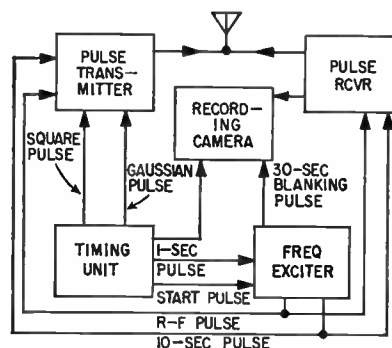 PULSE
TRANS-
MITTER
PULSE
RCVR
RECORD-
ING
CAMERA
SQUARE
PULSE
GAUSSIAN
PULSE
30-SEC
BLANKING
PULSE
TIMING
UNIT
1-SEC
PULSE
START PULSE
FREQ
EXCITER
R-F PULSE
10-SEC PULSE